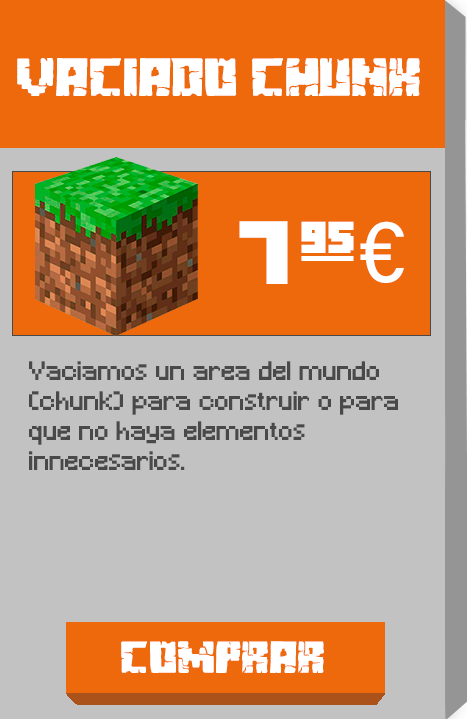 VACIADO CHUNK
7 95 €
Vaciamos un area del mundo
(chunk) para construir o para
que no haya elementos
innecesarios.
COMPRAR